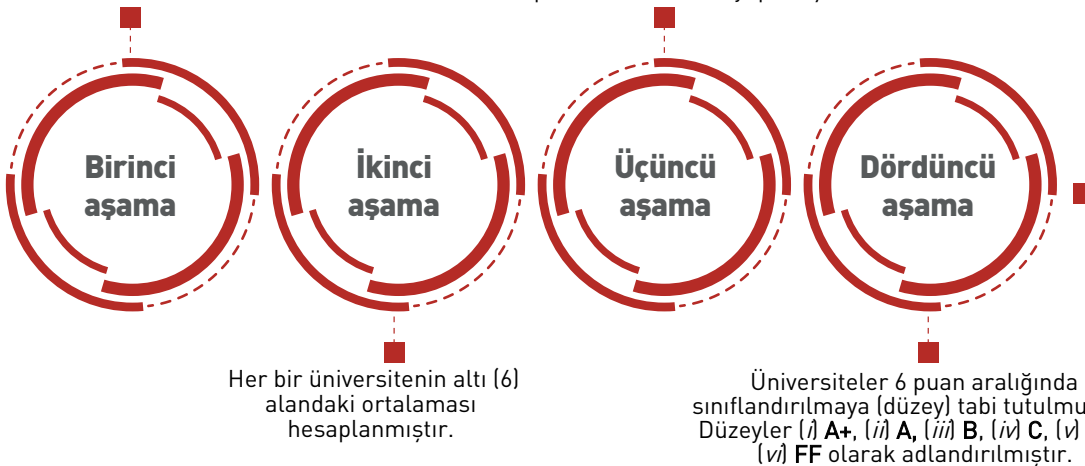 Birinci
aşama
İkinci
aşama
Üçüncü
aşama
Dördüncü
aşama
Her bir üniversitenin altı (6)
alandaki ortalaması
hesaplanmıştır.
Üniversiteler 6 puan aralığında
sınıflandırılmaya (düzey) tabi
Düzeyler (i) A+, (ii) A, (iii) B, (iv) C, (v)
(vi) FF olarak adlandırılmıştır.